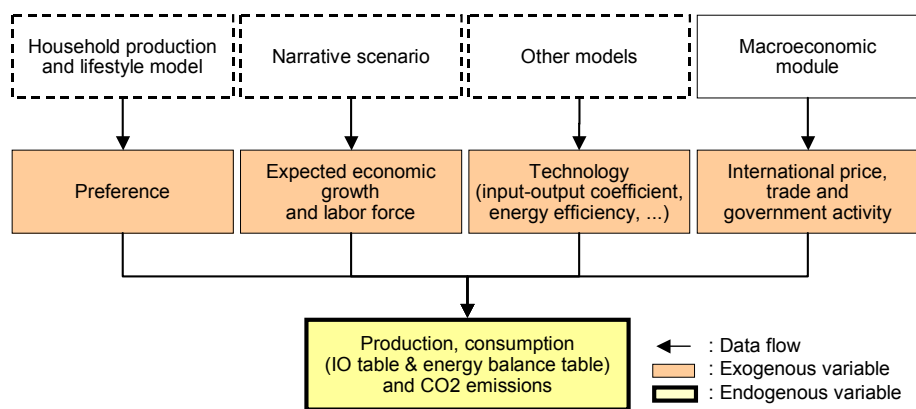 Household production
and lifestyle model
Narrative scenario
Other models
Macroeconomic
module
Preference
Expected economic
growth
and labor force
Technology
(input-output coefficient,
energy efficiency, ...)
International price,
trade and
government activity
Production, consumption
(IO table & energy balance table)
and CO2 emissions
: Data flow
: Exogenous variable
: Endogenous variable